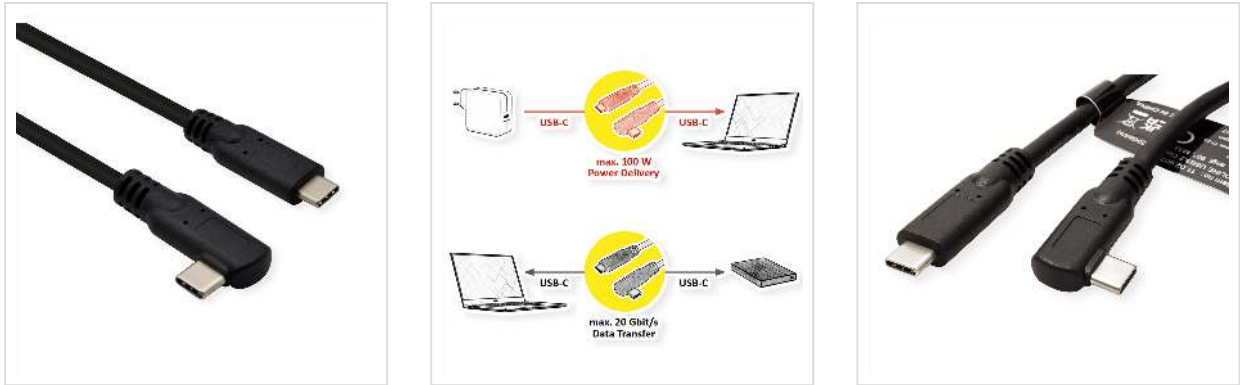 USB-C
USB-C
max. 100 W
Power Delivery
USB-C
USB-C
max. 20 Gbit/s
Data Transfer